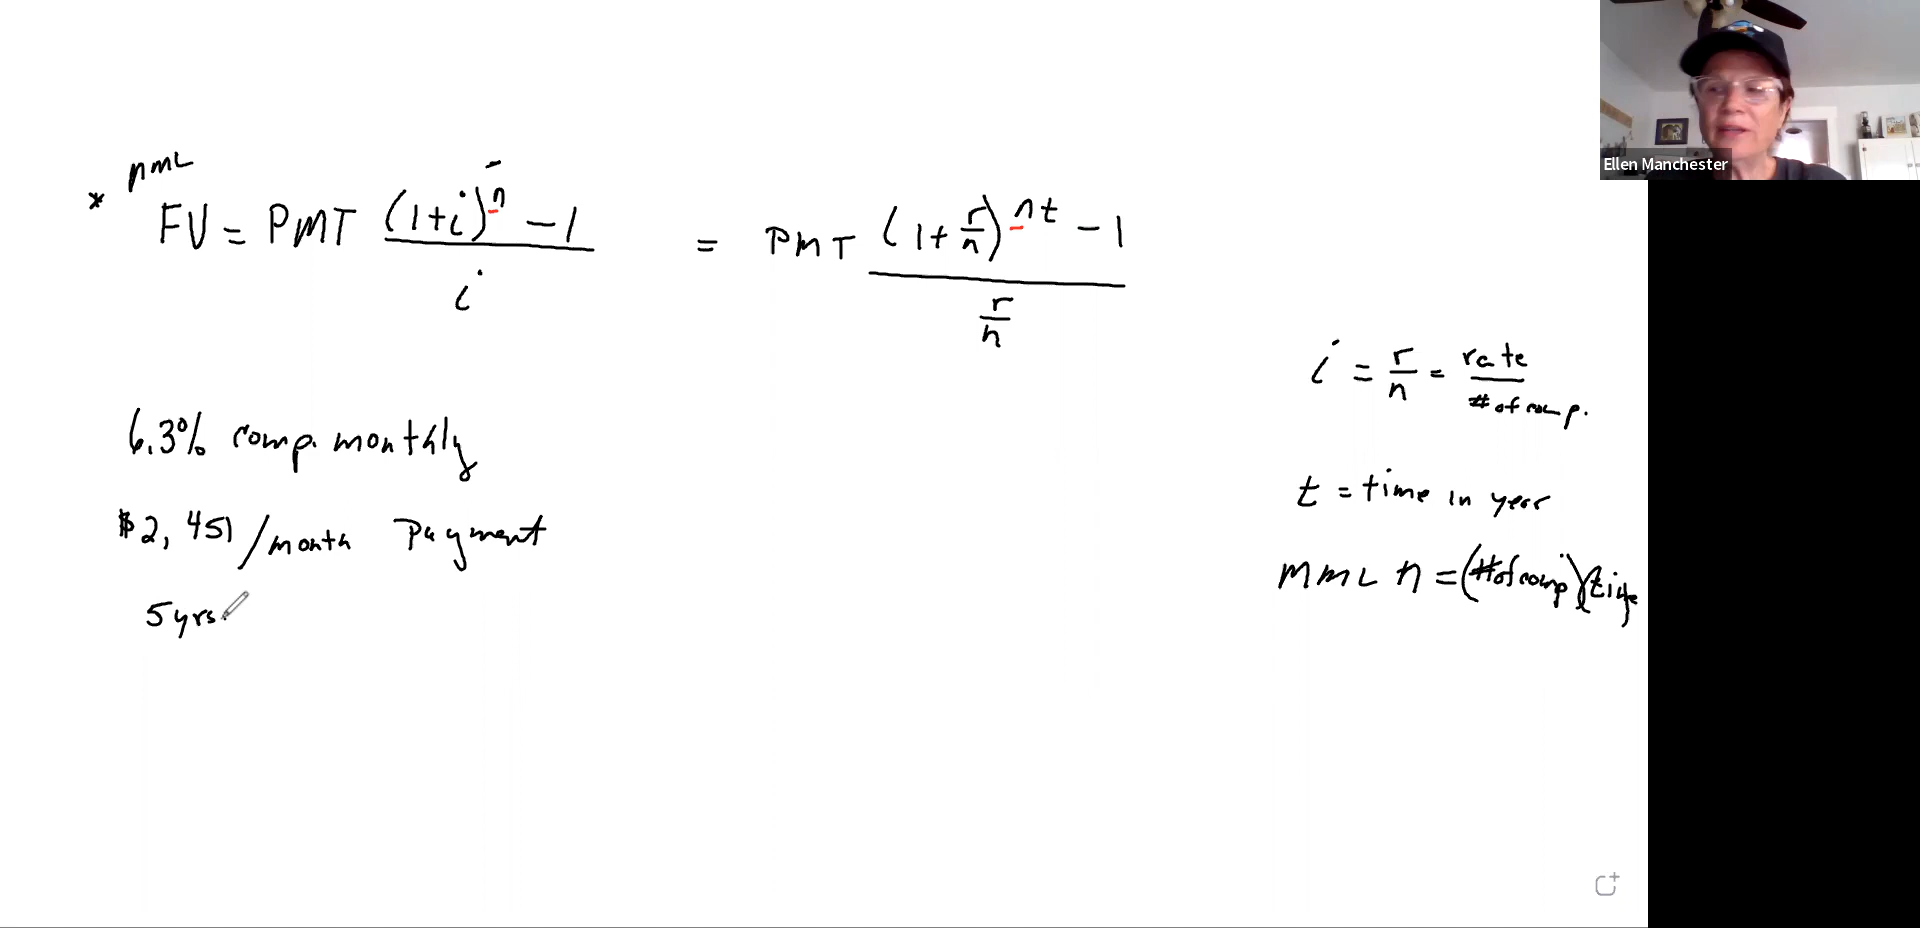 Ellen Manchester
* MML
FV = PMT (1+i)^n - 1 / i = PMT (1 + r/n)^nt - 1 / r/n
i = r/n = rate / # of comp.
6.3% comp. monthly
t = time in year
$2,451/month Payment
MML n = (# of comp)(time
5 yrs